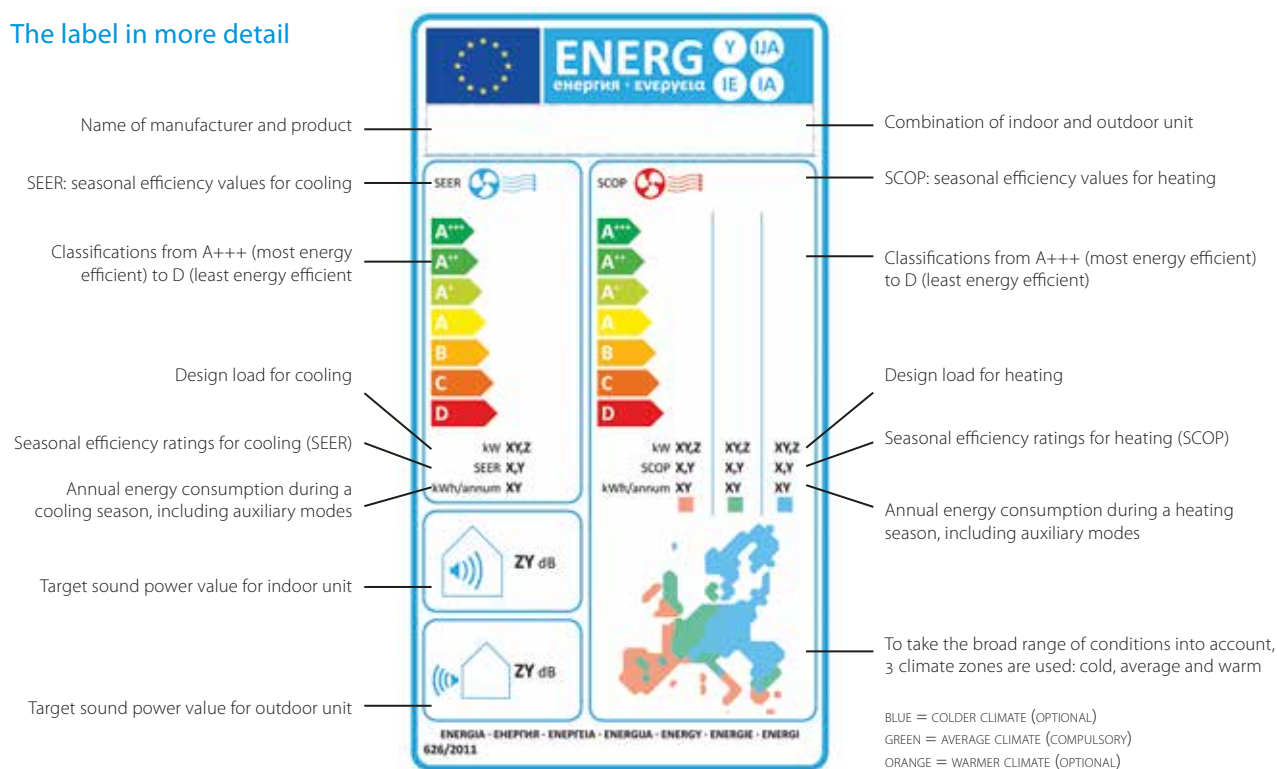 The label in more detail
ENERG
енергия · ενεργεια
Y IJA
IE IA
Name of manufacturer and product
Combination of indoor and outdoor unit
SEER: seasonal efficiency values for cooling
SEER
SCOP
SCOP: seasonal efficiency values for heating
Classifications from A+++ (most energy
efficient) to D (least energy efficient
A+++
A++
A+
A
B
C
D
A+++
A++
A+
A
B
C
D
Classifications from A+++ (most energy efficient)
to D (least energy efficient)
Design load for cooling
Design load for heating
kW XY,Z
kW XY,Z XY,Z XY,Z
Seasonal efficiency ratings for cooling (SEER)
SEER X,Y
SCOP X,Y X,Y X,Y
Seasonal efficiency ratings for heating (SCOP)
Annual energy consumption during a
cooling season, including auxiliary modes
kWh/annum XY
kWh/annum XY XY XY
Annual energy consumption during a heating
season, including auxiliary modes
ZY dB
Target sound power value for indoor unit
ZY dB
Target sound power value for outdoor unit
To take the broad range of conditions into account,
3 climate zones are used: cold, average and warm
BLUE = COLDER CLIMATE (OPTIONAL)
GREEN = AVERAGE CLIMATE (COMPULSORY)
ORANGE = WARMER CLIMATE (OPTIONAL)
ENERGIA · ЕНЕРГИЯ · ΕΝΕΡΓΕΙΑ · ENERGIJA · ENERGY · ENERGIE · ENERGI
626/2011